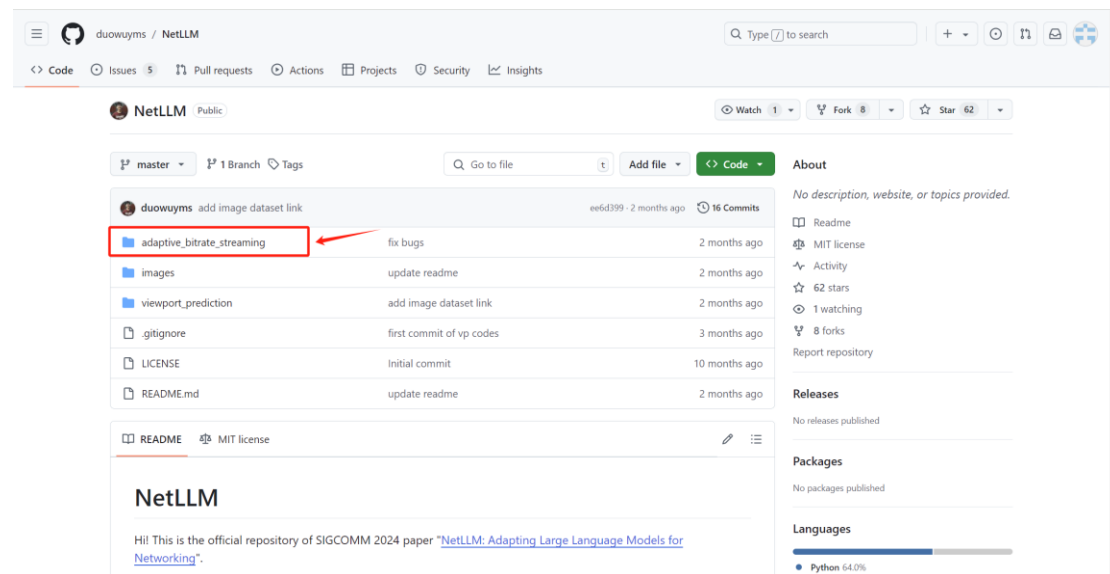 duowuyms / NetLLM
Type / to search
Code Issues 5 Pull requests Actions Projects Security Insights
NetLLM Public
Watch 1 Fork 8 Star 62
master 1 Branch Tags Go to file t Add file Code
About
No description, website, or topics provided.
duowuyms add image dataset link ee6d399 · 2 months ago 16 Commits
adaptive_bitrate_streaming fix bugs 2 months ago
images update readme 2 months ago
viewport_prediction add image dataset link 2 months ago
.gitignore first commit of vp codes 3 months ago
LICENSE Initial commit 10 months ago
README.md update readme 2 months ago
Readme
MIT license
Activity
62 stars
1 watching
8 forks
Report repository
Releases
No releases published
Packages
No packages published
Languages
Python 64.0%
README MIT license
NetLLM
Hi! This is the official repository of SIGCOMM 2024 paper "NetLLM: Adapting Large Language Models for
Networking".